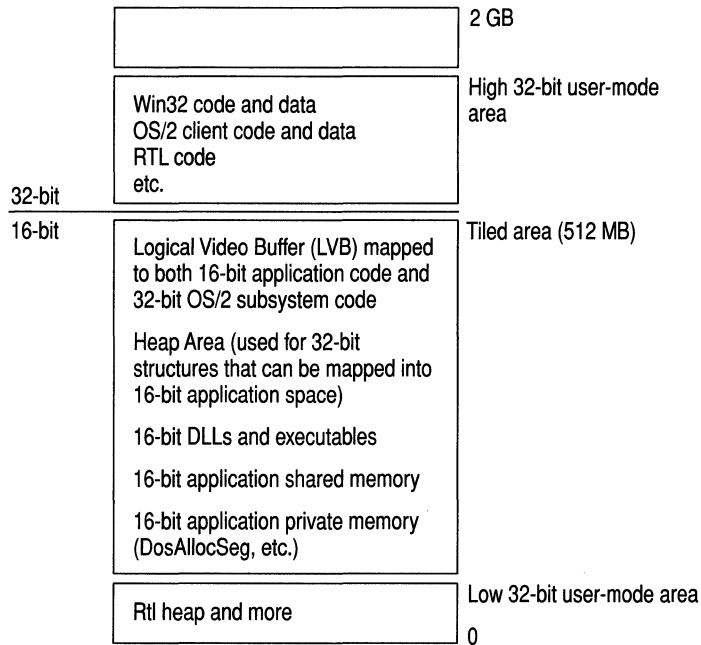 2 GB
High 32-bit user-mode
area
Win32 code and data
OS/2 client code and data
RTL code
etc.
32-bit
16-bit
Tiled area (512 MB)
Logical Video Buffer (LVB) mapped
to both 16-bit application code and
32-bit OS/2 subsystem code
Heap Area (used for 32-bit
structures that can be mapped into
16-bit application space)
16-bit DLLs and executables
16-bit application shared memory
16-bit application private memory
(DosAllocSeg, etc.)
Low 32-bit user-mode area
Rtl heap and more
0